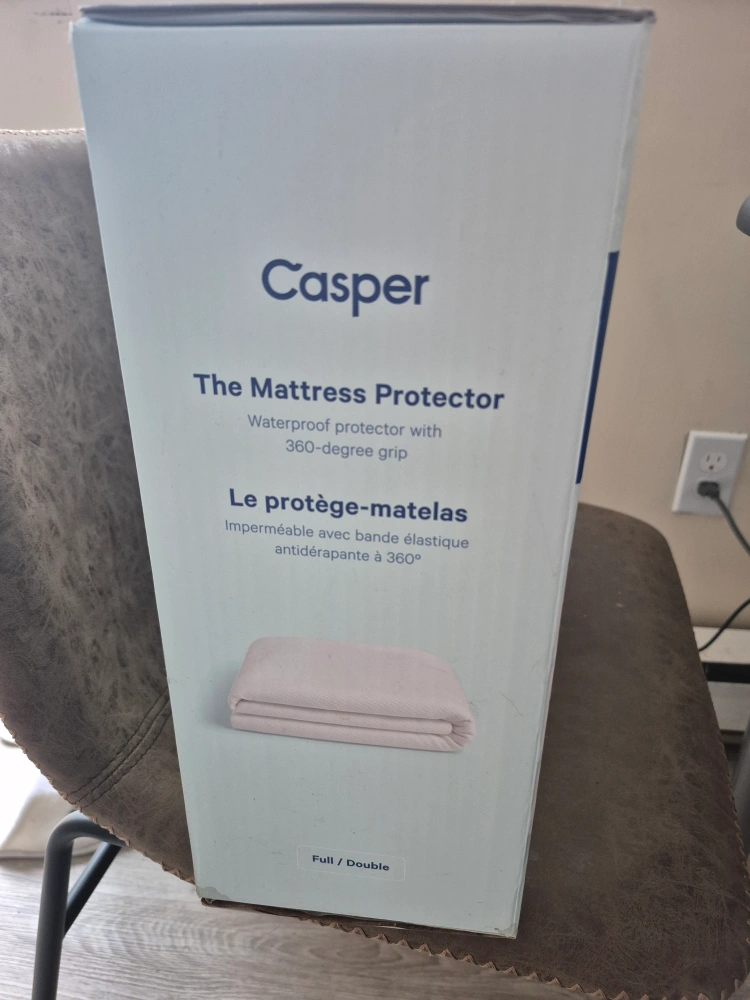 Casper
The Mattress Protector
Waterproof protector with
360-degree grip
Le protège-matelas
Imperméable avec bande élastique
antidérapante à 360°
Full / Double